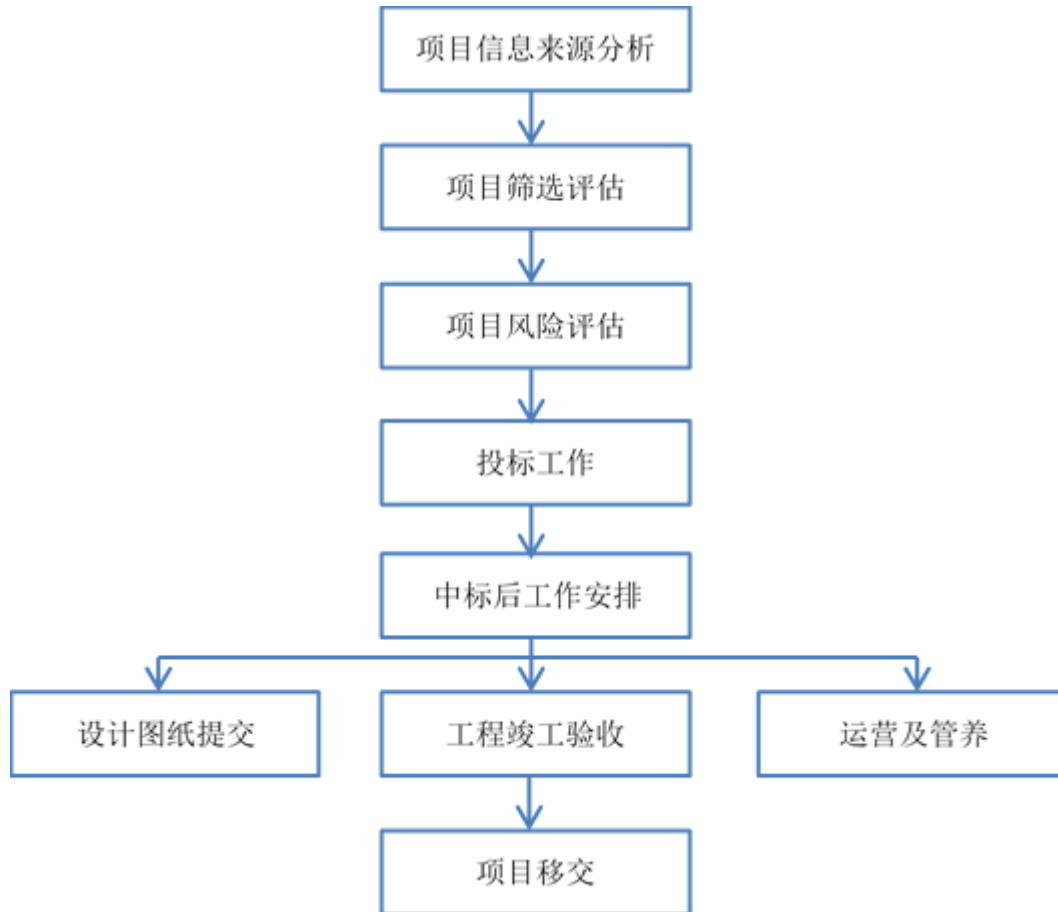 项目信息来源分析
项目筛选评估
项目风险评估
投标工作
中标后工作安排
设计图纸提交
工程竣工验收
运营及管养
项目移交